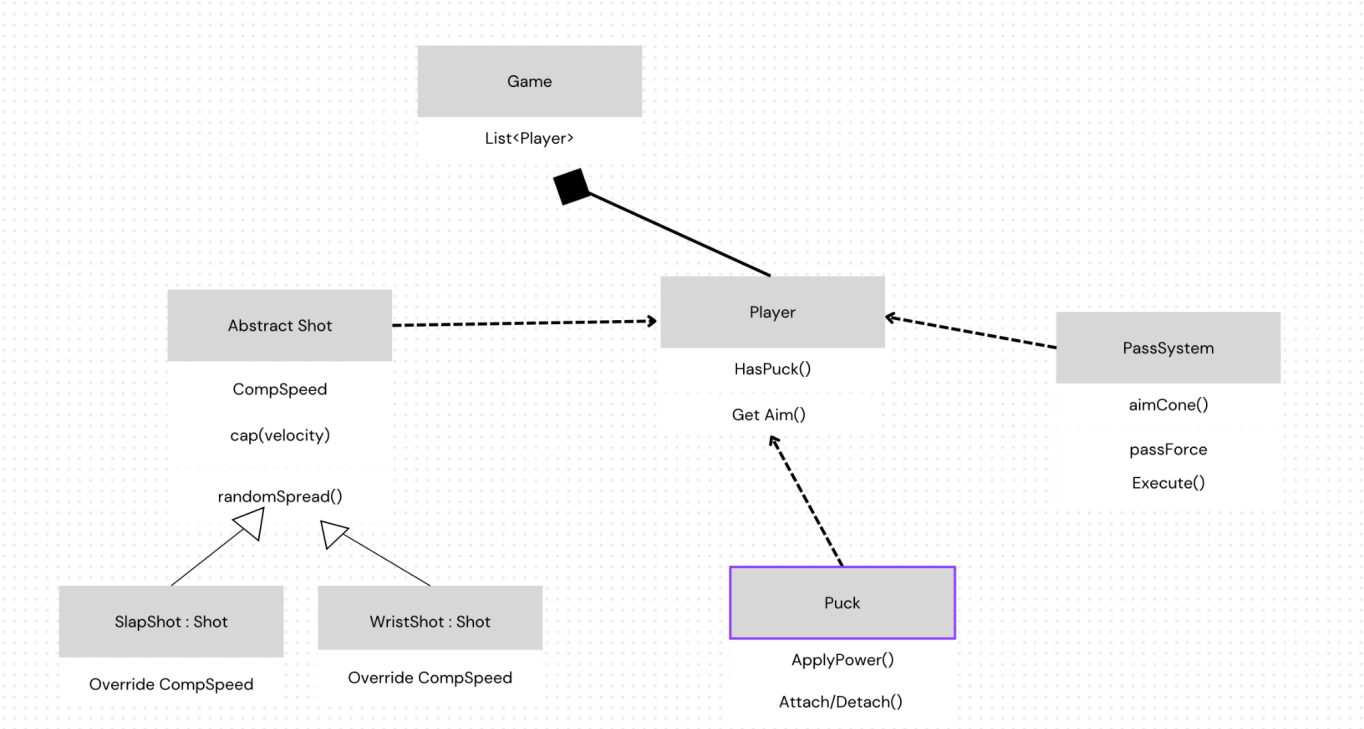 Game
List<Player>
Abstract Shot
CompSpeed
cap(velocity)
randomSpread()
Player
HasPuck()
Get Aim()
PassSystem
aimCone()
passForce
Execute()
SlapShot : Shot
Override CompSpeed
WristShot : Shot
Override CompSpeed
Puck
ApplyPower()
Attach/Detach()